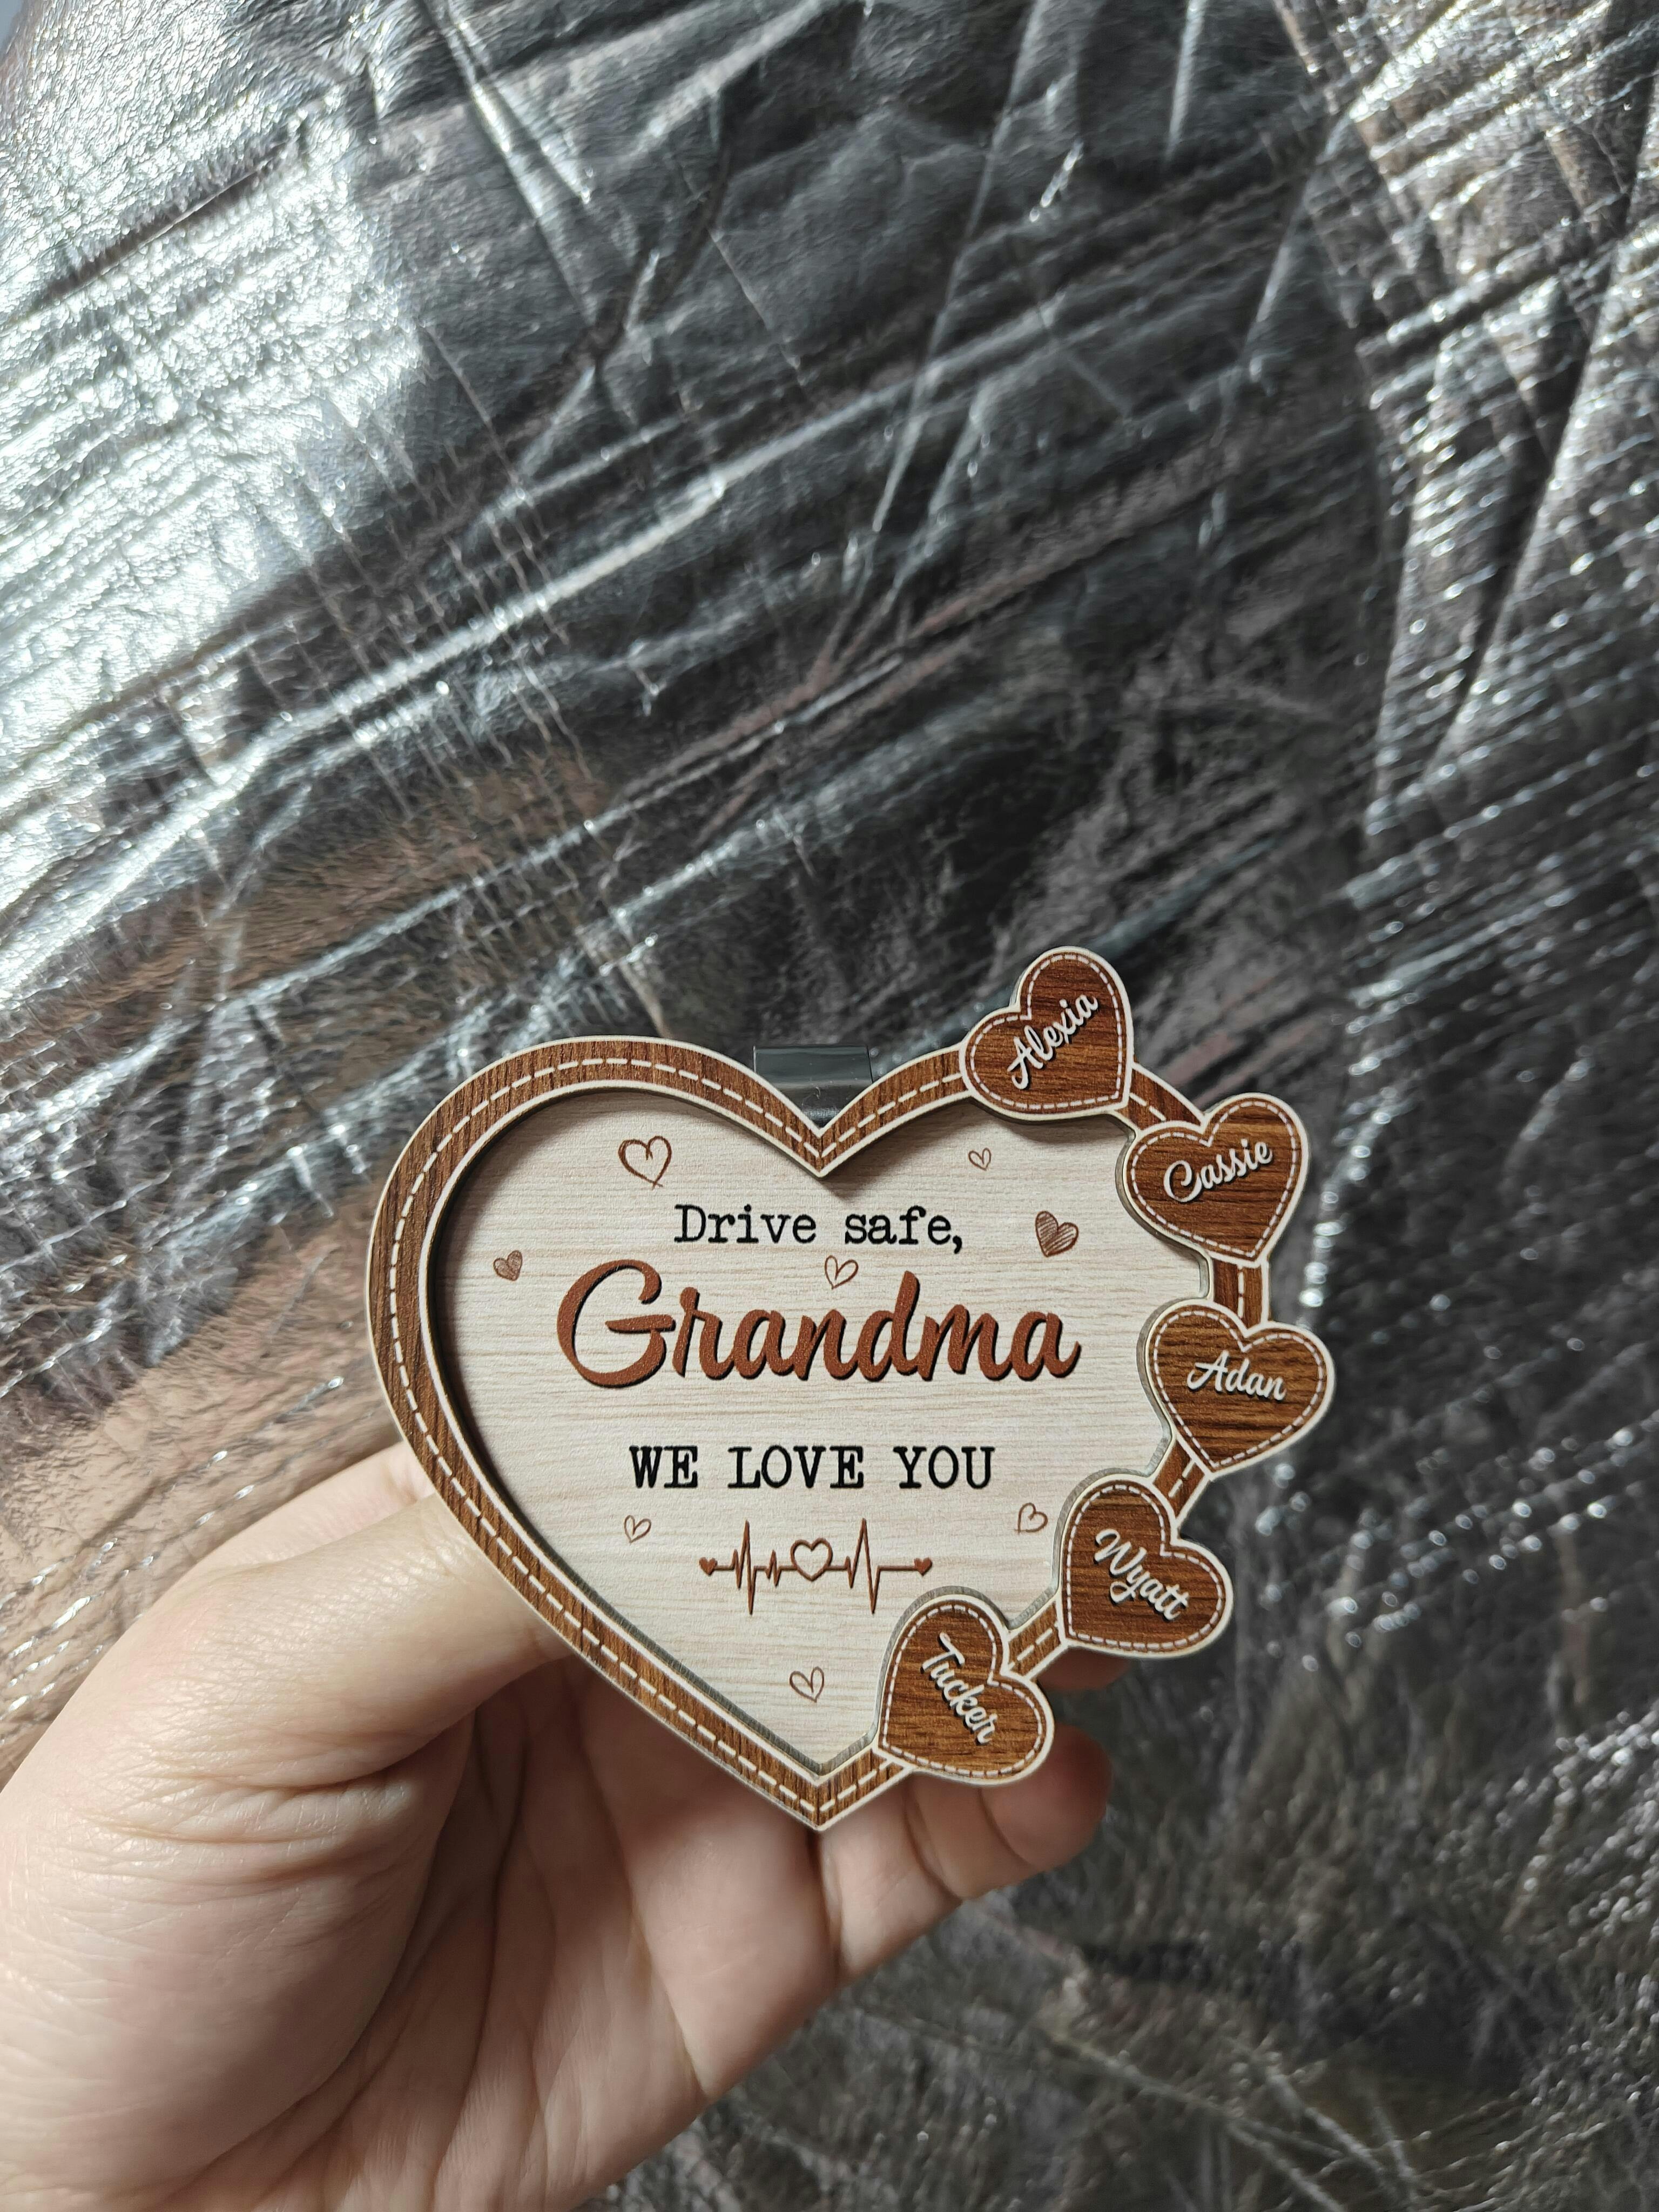 Drive safe,
Grandma
WE LOVE YOU
Alexia
Cassie
Adan
Wyatt
Tucker